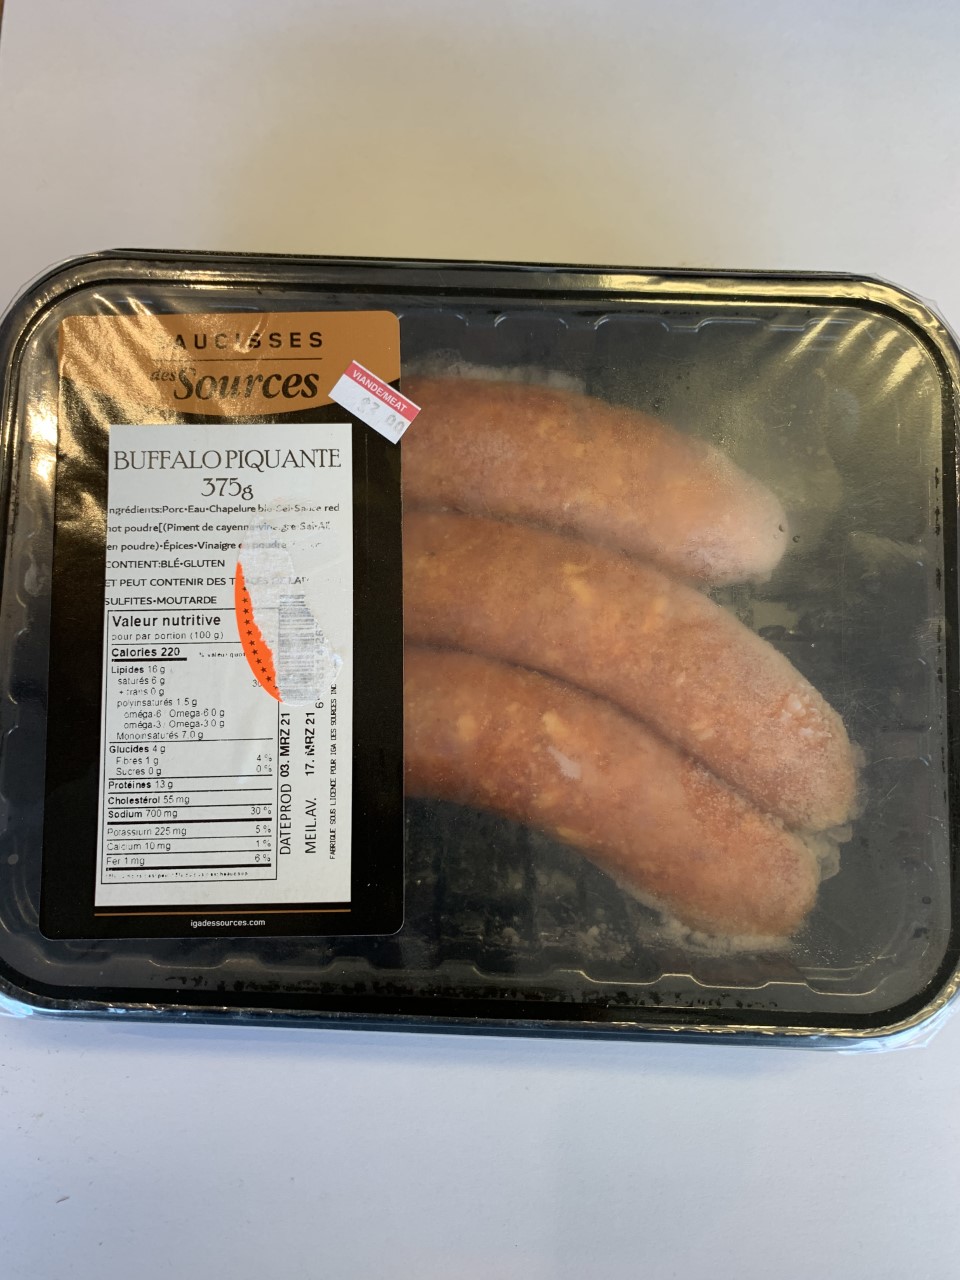 AUCISSES
des Sources
VIANDE/MEAT
$3.00
BUFFALO PIQUANTE
375g
ngrédients:Porc•Eau•Chapelure blé•Sel•Sauce red
hot poudre[(Piment de cayenne•Vinaigre•Sel•Ail
en poudre)•Épices•Vinaigre en poudre
CONTIENT:BLÉ•GLUTEN
ET PEUT CONTENIR DES T
SULFITES•MOUTARDE
Valeur nutritive
pour par portion (100 g)
Calories 220
Lipides 16 g
saturés 6 g
+ trans 0 g
polyinsaturés 1.5 g
oméga-6 : Omega-6 0 g
oméga-3 : Omega-3 0 g
Monoinsaturés 7.0 g
Glucides 4 g
Fibres 1 g 4 %
Sucres 0 g 0 %
Protéines 13 g
Cholestérol 55 mg
Sodium 700 mg 30 %
Potassium 225 mg 5 %
Calcium 10 mg 1 %
Fer 1 mg 6 %
DATEPROD 03. MRZ 21
MEIL.AV. 17. MRZ 21
FABRIQUÉ SOUS LICENCE POUR IGA DES SOURCES INC.
igadessources.com